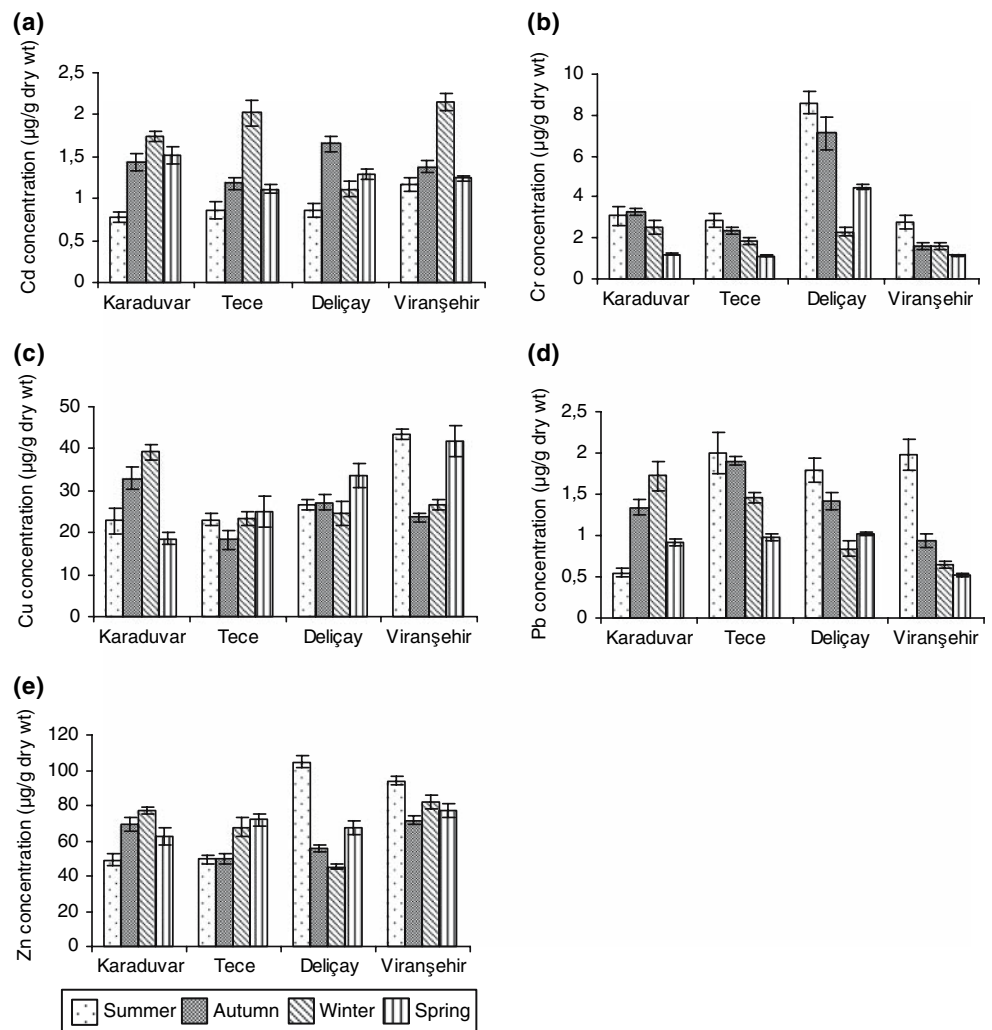 (a)
Cd concentration (µg/g dry wt)
2,5
2
1,5
1
0,5
0
Karaduvar Tece Deliçay Viranşehir
(b)
Cr concentration (µg/g dry wt)
10
8
6
4
2
0
Karaduvar Tece Deliçay Viranşehir
(c)
Cu concentration (µg/g dry wt)
50
40
30
20
10
0
Karaduvar Tece Deliçay Viranşehir
(d)
Pb concentration (µg/g dry wt)
2,5
2
1,5
1
0,5
0
Karaduvar Tece Deliçay Viranşehir
(e)
Zn concentration (µg/g dry wt)
120
100
80
60
40
20
0
Karaduvar Tece Deliçay Viranşehir
Summer Autumn Winter Spring